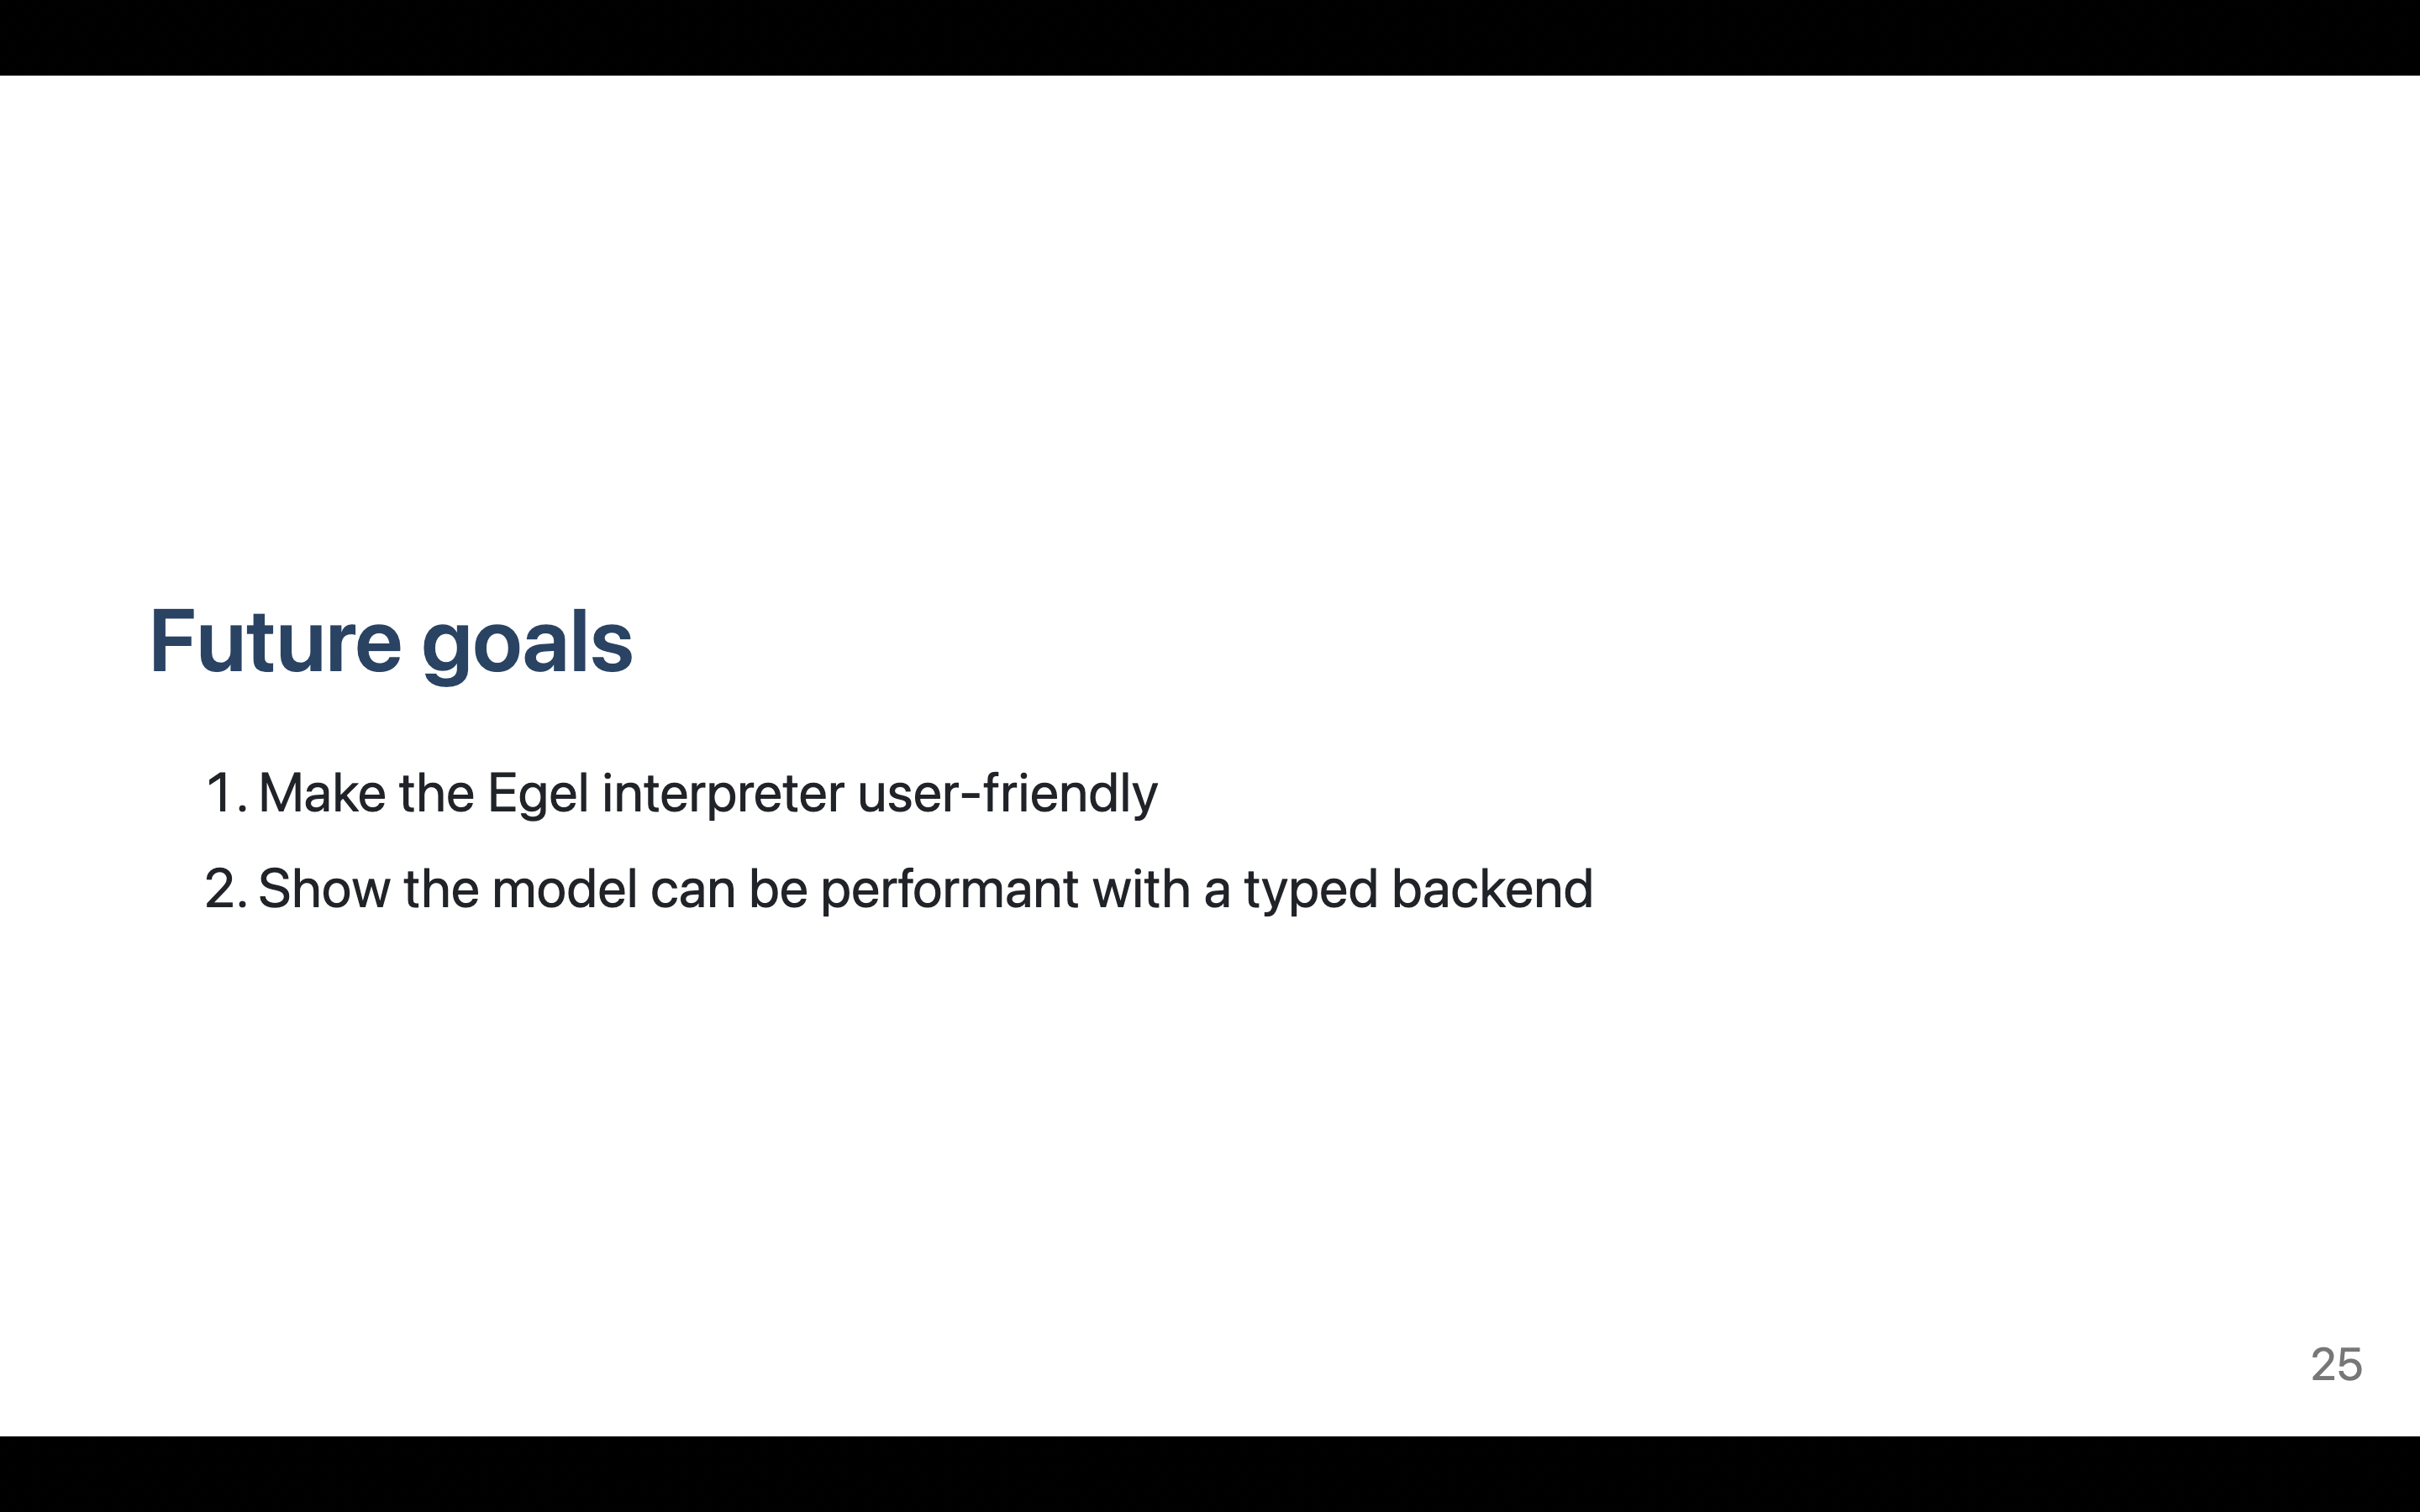 Future goals
1. Make the Egel interpreter user-friendly
2. Show the model can be performant with a typed backend
25